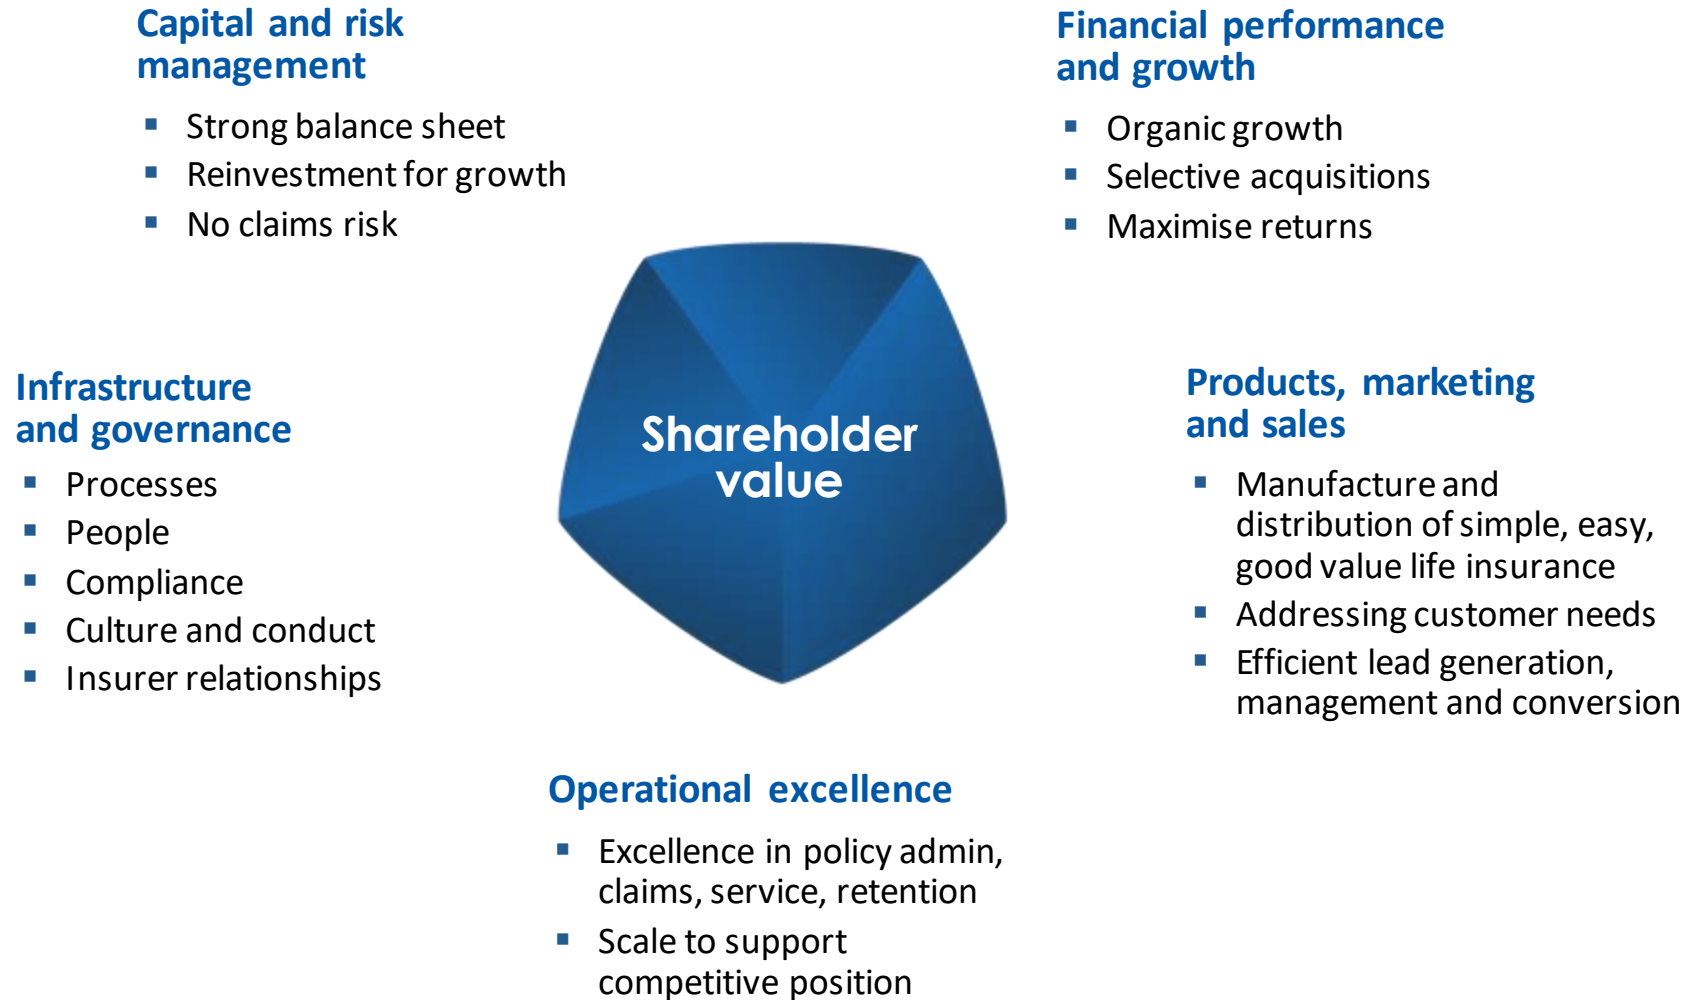 Capital and risk
management
▪ Strong balance sheet
▪ Reinvestment for growth
▪ No claims risk
Financial performance
and growth
▪ Organic growth
▪ Selective acquisitions
▪ Maximise returns
Infrastructure
and governance
▪ Processes
▪ People
▪ Compliance
▪ Culture and conduct
▪ Insurer relationships
Shareholder
value
Products, marketing
and sales
▪ Manufacture and
distribution of simple, easy,
good value life insurance
▪ Addressing customer needs
▪ Efficient lead generation,
management and conversion
Operational excellence
▪ Excellence in policy admin,
claims, service, retention
▪ Scale to support
competitive position